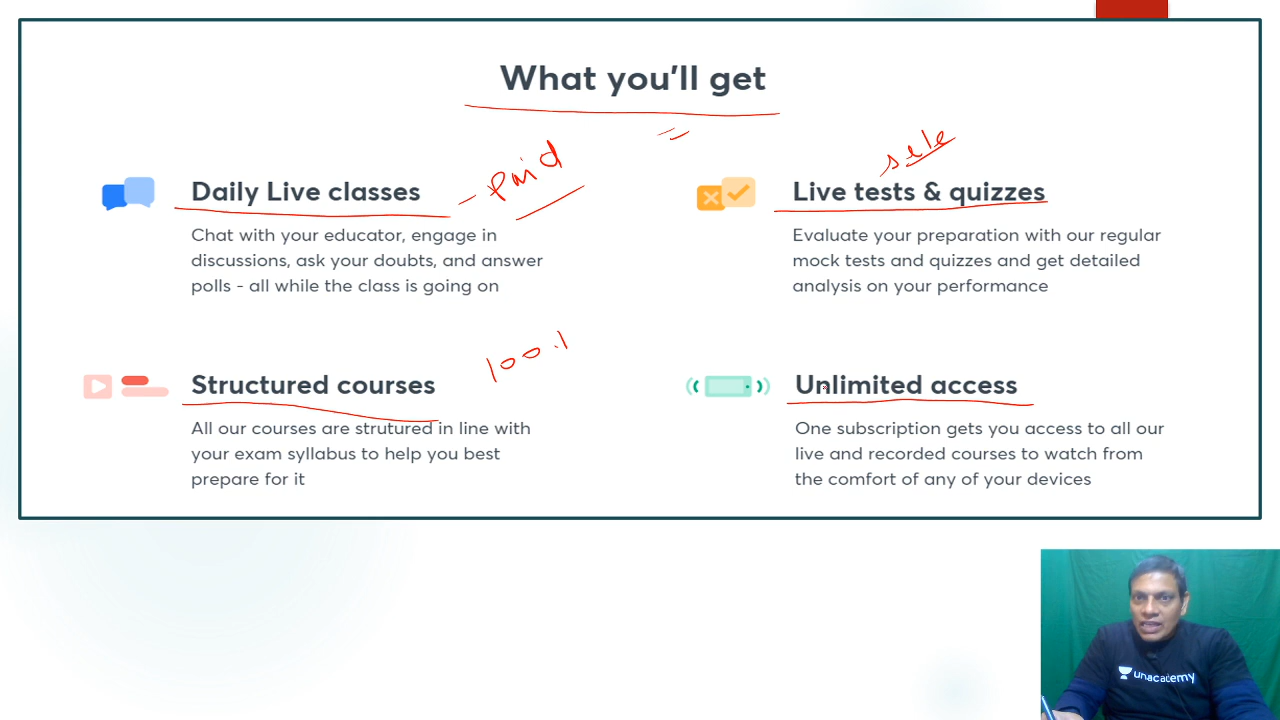 What you'll get
Daily Live classes
- Paid
Chat with your educator, engage in
discussions, ask your doubts, and answer
polls - all while the class is going on
Live tests & quizzes
Evaluate your preparation with our regular
mock tests and quizzes and get detailed
analysis on your performance
100%
Structured courses
All our courses are strutured in line with
your exam syllabus to help you best
prepare for it
Unlimited access
One subscription gets you access to all our
live and recorded courses to watch from
the comfort of any of your devices
unacademy